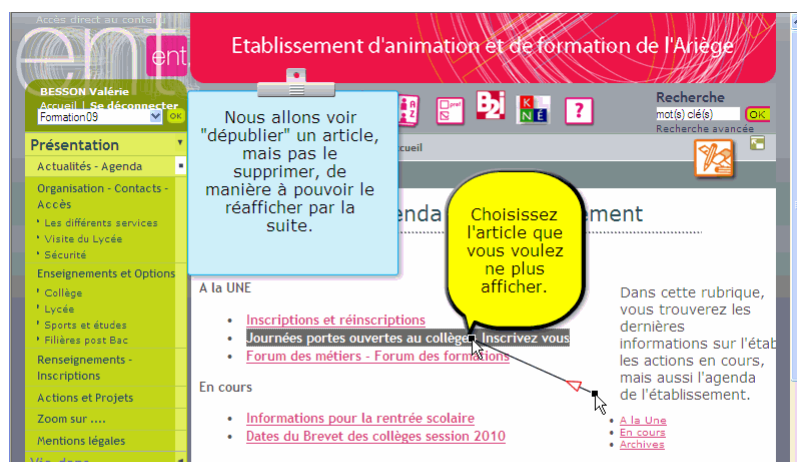 Accès direct au contenu
ent
ent
Etablissement d'animation et de formation de l'Ariège
BESSON Valérie
Accueil | Se déconnecter
Formation09
OK
Recherche
mot(s) clé(s)
OK
Recherche avancée
B2i
K
N É
?
cueil
Nous allons voir
"dépublier" un article,
mais pas le
supprimer, de
manière à pouvoir le
réafficher par la
suite.
Choisissez
l'article que
vous voulez
ne plus
afficher.
Présentation
Actualités - Agenda
Organisation - Contacts -
Accès
Les différents services
Visite du Lycée
Sécurité
Enseignements et Options
Collège
Lycée
Sports et études
Filières post Bac
Renseignements -
Inscriptions
Actions et Projets
Zoom sur ....
Mentions légales
enda
ment
A la UNE
• Inscriptions et réinscriptions
• Journées portes ouvertes au collège Inscrivez vous
• Forum des métiers - Forum des formations
En cours
• Informations pour la rentrée scolaire
• Dates du Brevet des collèges session 2010
Dans cette rubrique,
vous trouverez les
dernières
informations sur l'étab
les actions en cours,
mais aussi l'agenda
de l'établissement.
• A la Une
• En cours
• Archives